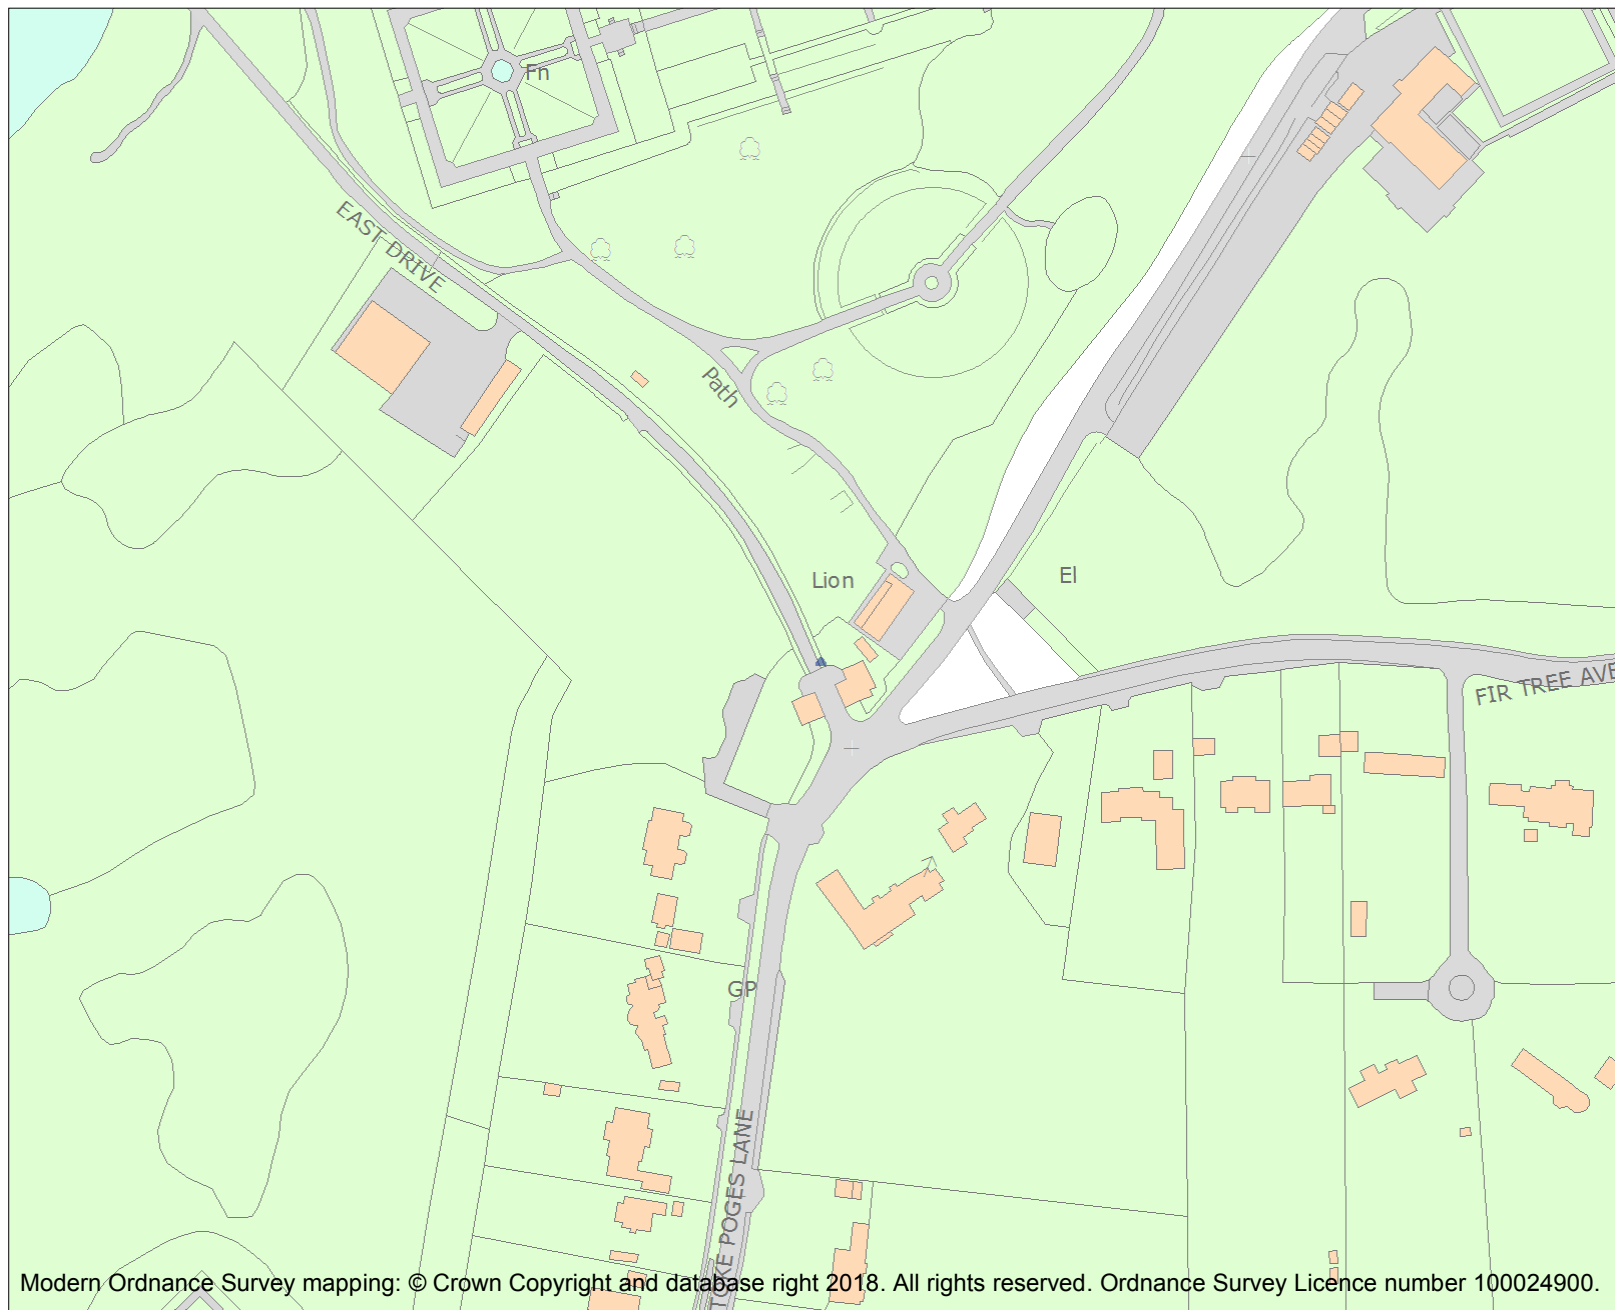 Fn
EAST DRIVE
Path
Lion
El
FIR TREE AVE
GP
STOKE POGES LANE
Modern Ordnance Survey mapping: © Crown Copyright and database right 2018. All rights reserved. Ordnance Survey Licence number 100024900.